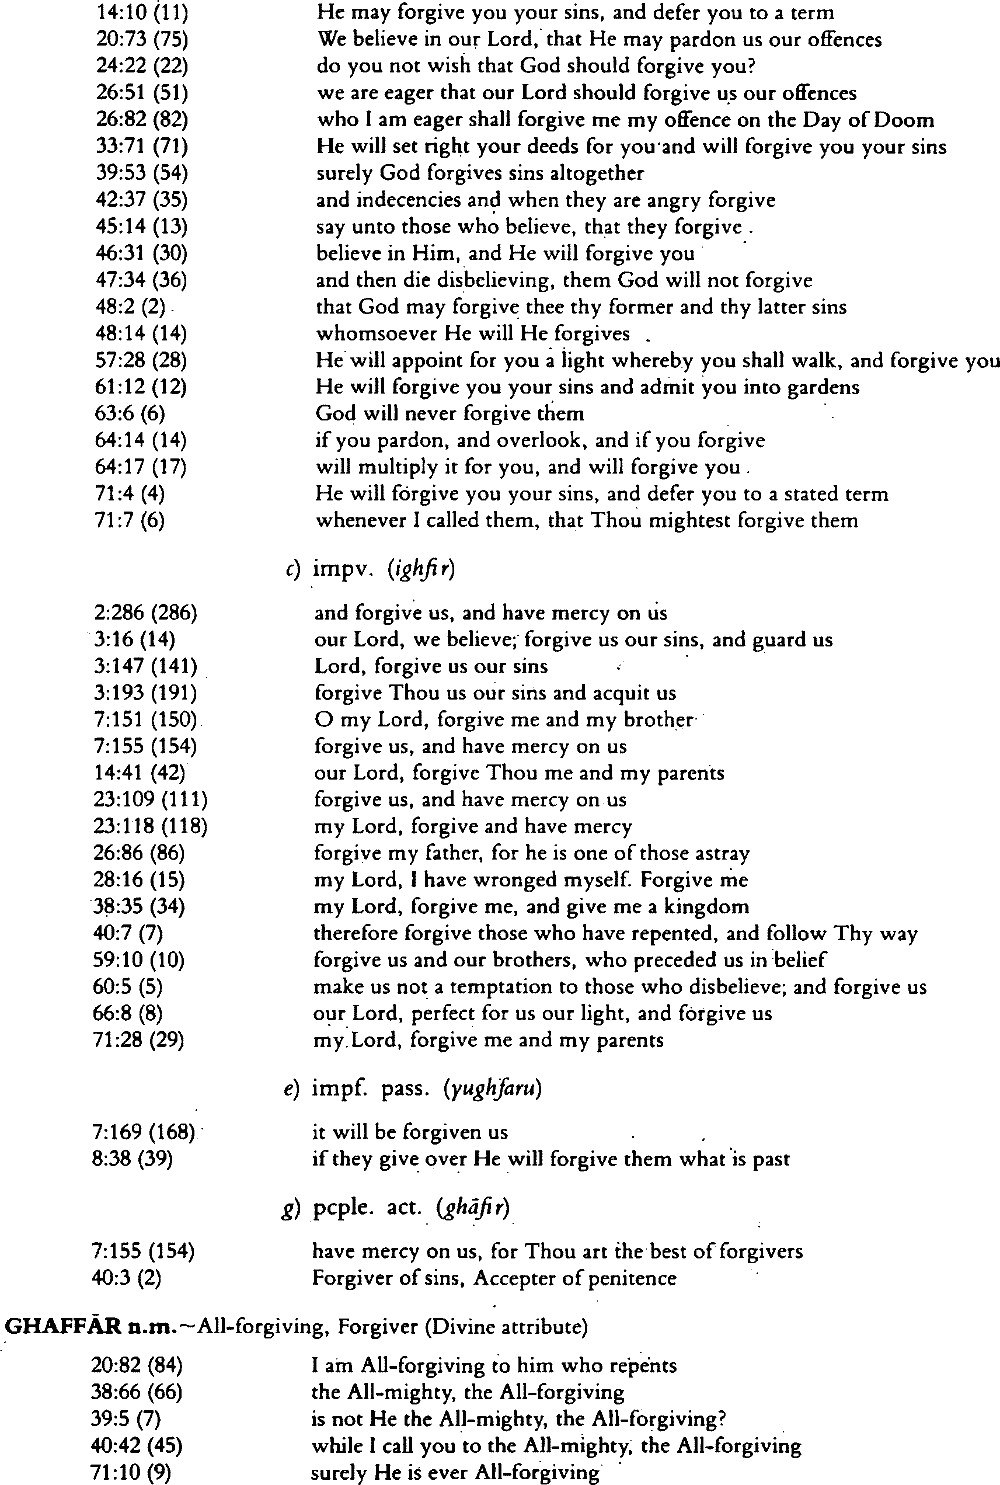 14:10 (11) He may forgive you your sins, and defer you to a term
20:73 (75) We believe in our Lord, that He may pardon us our offences
24:22 (22) do you not wish that God should forgive you?
26:51 (51) we are eager that our Lord should forgive us our offences
26:82 (82) who I am eager shall forgive me my offence on the Day of Doom
33:71 (71) He will set right your deeds for you and will forgive you your sins
39:53 (54) surely God forgives sins altogether
42:37 (35) and indecencies and when they are angry forgive
45:14 (13) say unto those who believe, that they forgive
46:31 (30) believe in Him, and He will forgive you
47:34 (36) and then die disbelieving, them God will not forgive
48:2 (2) that God may forgive thee thy former and thy latter sins
48:14 (14) whomsoever He will He forgives
57:28 (28) He will appoint for you a light whereby you shall walk, and forgive you
61:12 (12) He will forgive you your sins and admit you into gardens
63:6 (6) God will never forgive them
64:14 (14) if you pardon, and overlook, and if you forgive
64:17 (17) will multiply it for you, and will forgive you
71:4 (4) He will forgive you your sins, and defer you to a stated term
71:7 (6) whenever I called them, that Thou mightest forgive them
c) impv. (ighfir)
2:286 (286) and forgive us, and have mercy on us
3:16 (14) our Lord, we believe; forgive us our sins, and guard us
3:147 (141) Lord, forgive us our sins
3:193 (191) forgive Thou us our sins and acquit us
7:151 (150) O my Lord, forgive me and my brother
7:155 (154) forgive us, and have mercy on us
14:41 (42) our Lord, forgive Thou me and my parents
23:109 (111) forgive us, and have mercy on us
23:118 (118) my Lord, forgive and have mercy
26:86 (86) forgive my father, for he is one of those astray
28:16 (15) my Lord, I have wronged myself. Forgive me
38:35 (34) my Lord, forgive me, and give me a kingdom
40:7 (7) therefore forgive those who have repented, and follow Thy way
59:10 (10) forgive us and our brothers, who preceded us in belief
60:5 (5) make us not a temptation to those who disbelieve; and forgive us
66:8 (8) our Lord, perfect for us our light, and forgive us
71:28 (29) my Lord, forgive me and my parents
e) impf. pass. (yughfaru)
7:169 (168) it will be forgiven us
8:38 (39) if they give over He will forgive them what is past
g) pcple. act. (ghāfir)
7:155 (154) have mercy on us, for Thou art the best of forgivers
40:3 (2) Forgiver of sins, Accepter of penitence
GHAFFĀR n.m.~All-forgiving, Forgiver (Divine attribute)
20:82 (84) I am All-forgiving to him who repents
38:66 (66) the All-mighty, the All-forgiving
39:5 (7) is not He the All-mighty, the All-forgiving?
40:42 (45) while I call you to the All-mighty, the All-forgiving
71:10 (9) surely He is ever All-forgiving